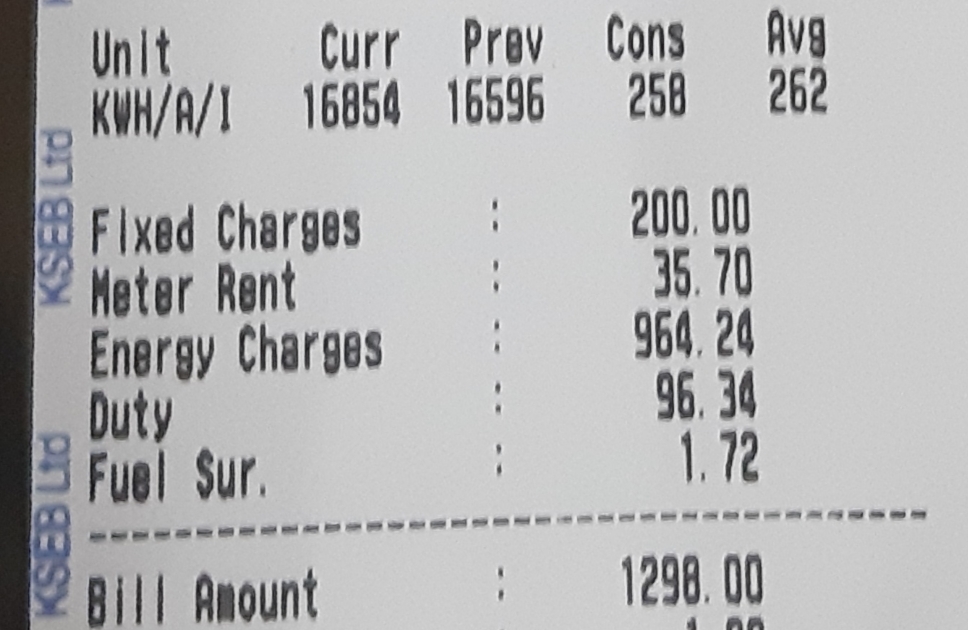 Unit Curr Prev Cons Avg
KWH/A/I 16854 16596 258 262
Fixed Charges : 200.00
Meter Rent : 35.70
Energy Charges : 964.24
Duty : 96.34
Fuel Sur. : 1.72
--------------------------------
Bill Amount : 1298.00
KSEB Ltd
KSEB Ltd